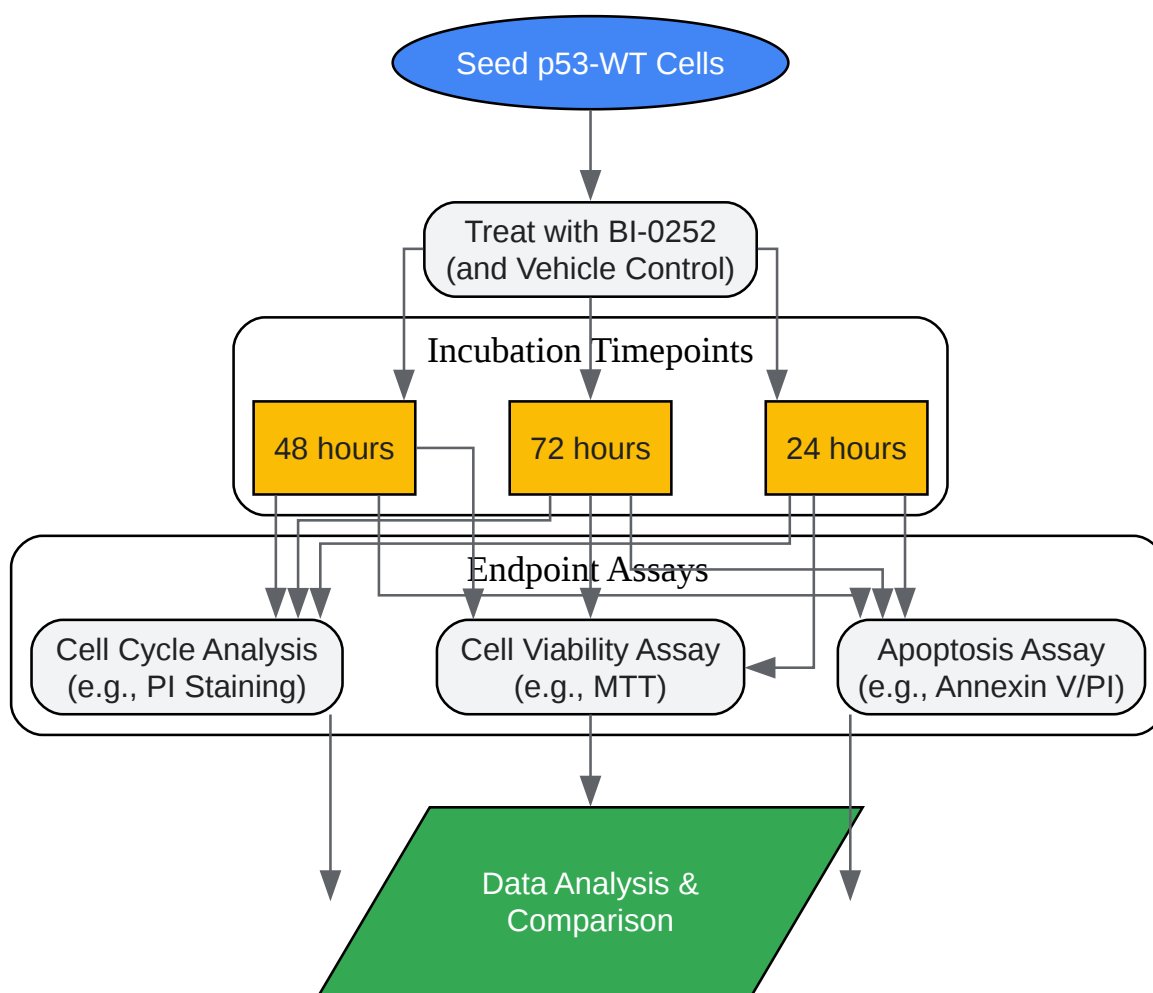 Seed p53-WT Cells
Treat with BI-0252
(and Vehicle Control)
Incubation Timepoints
48 hours
72 hours
24 hours
Endpoint Assays
Cell Cycle Analysis
(e.g., PI Staining)
Cell Viability Assay
(e.g., MTT)
Apoptosis Assay
(e.g., Annexin V/PI)
Data Analysis &
Comparison